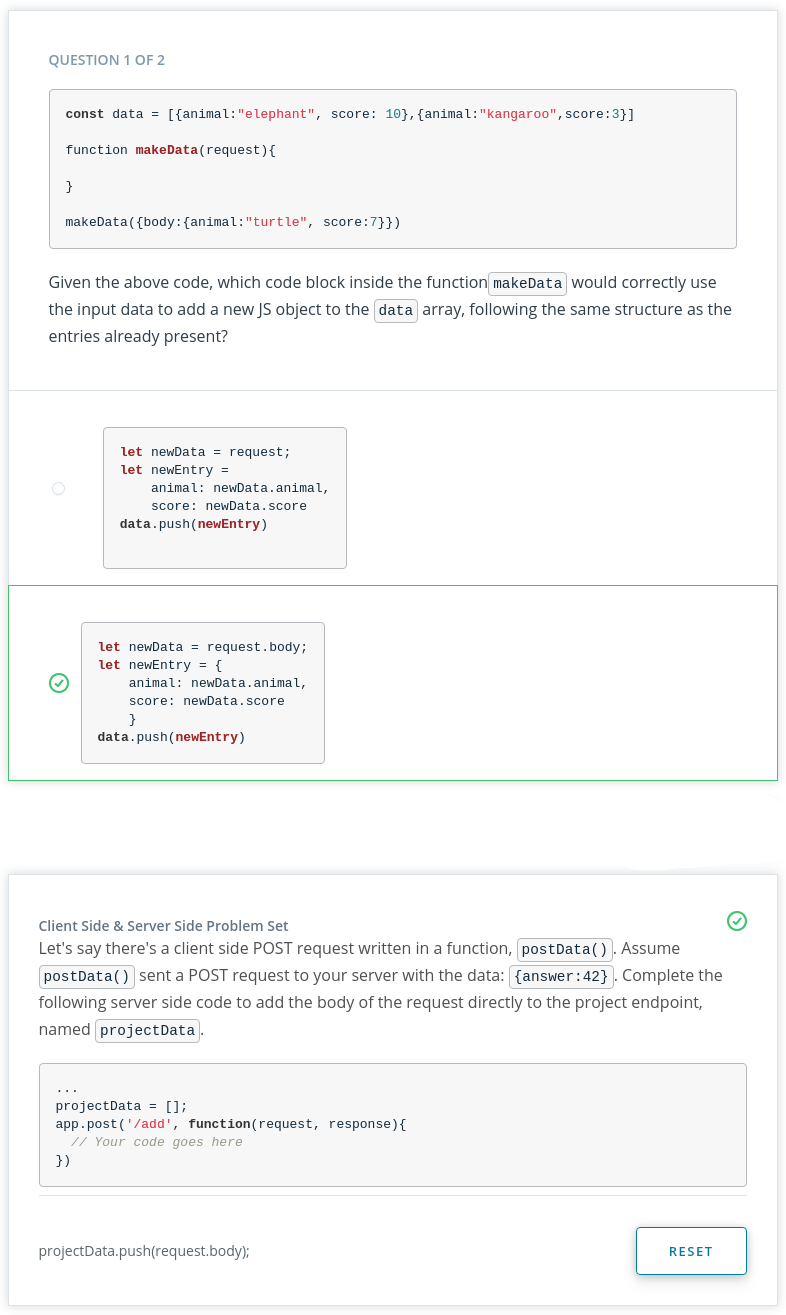 QUESTION 1 OF 2
const data = [{animal:"elephant", score: 10},{animal:"kangaroo",score:3}]
function makeData(request){
}
makeData({body:{animal:"turtle", score:7}})
Given the above code, which code block inside the function makeData would correctly use
the input data to add a new JS object to the data array, following the same structure as the
entries already present?
let newData = request;
let newEntry =
    animal: newData.animal,
    score: newData.score
data.push(newEntry)
let newData = request.body;
let newEntry = {
    animal: newData.animal,
    score: newData.score
    }
data.push(newEntry)
Client Side & Server Side Problem Set
Let's say there's a client side POST request written in a function, postData(). Assume
postData() sent a POST request to your server with the data: {answer:42}. Complete the
following server side code to add the body of the request directly to the project endpoint,
named projectData.
...
projectData = [];
app.post('/add', function(request, response){
  // Your code goes here
})
projectData.push(request.body);
RESET